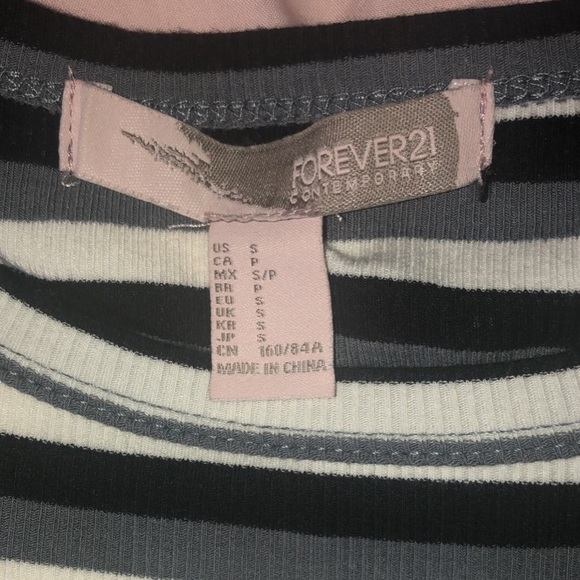 FOREVER21
CONTEMPORARY
US S
CA P
MX S/P
BR P
EU S
UK S
KR S
JP S
CN 160/84A
MADE IN CHINA